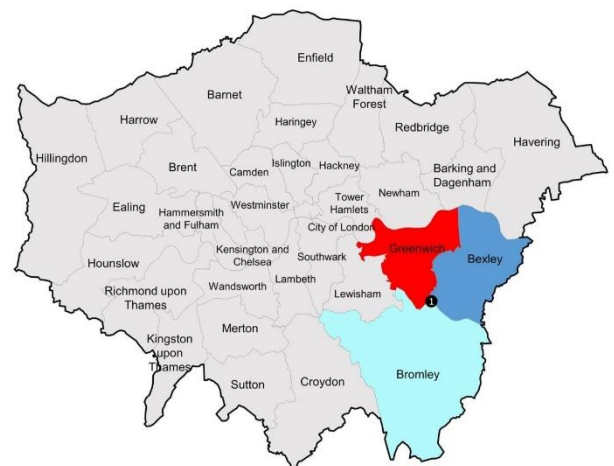 Enfield
Waltham
Forest
Barnet
Harrow
Haringey
Redbridge
Havering
Hillingdon
Brent
Camden
Islington
Hackney
Barking and
Dagenham
Newham
Ealing
Hammersmith
and Fulham
Westminster
Tower
Hamlets
City of London
Greenwich
Bexley
Hounslow
Kensington and
Chelsea
Southwark
Lambeth
Lewisham
Richmond upon
Thames
Wandsworth
1
Merton
Kingston
upon
Thames
Sutton
Croydon
Bromley